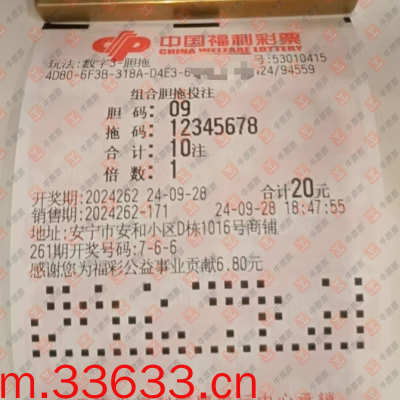 中国福利彩票
CHINA WELFARE LOTTERY
玩法:数字3-胆拖 号:53010415
4D80-6F3B-318A-D4E3-6 24/94559
组合胆拖投注
胆 码: 09
拖 码: 12345678
合 计: 10注
倍 数: 1
开奖期:2024262 24-09-28 合计20元
销售期:2024262-171 24-09-28 18:47:55
地址:安宁市安和小区D栋1016号商铺
261期开奖号码:7-6-6
感谢您为福彩公益事业贡献6.80元
m.33633.cn